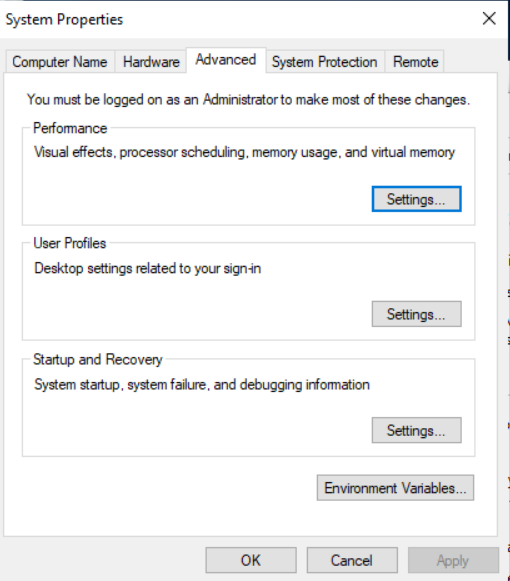 System Properties
Computer Name
Hardware
Advanced
System Protection
Remote
You must be logged on as an Administrator to make most of these changes.
Performance
Visual effects, processor scheduling, memory usage, and virtual memory
Settings...
User Profiles
Desktop settings related to your sign-in
Settings...
Startup and Recovery
System startup, system failure, and debugging information
Settings...
Environment Variables...
OK
Cancel
Apply